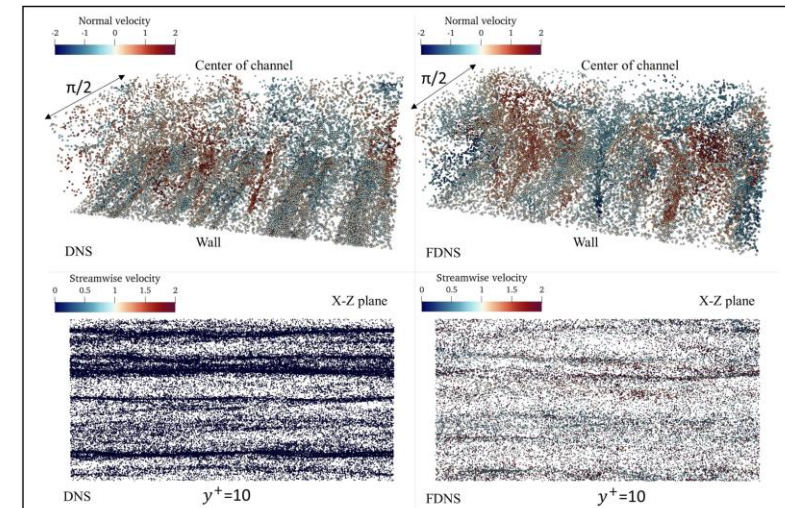 Normal velocity
-2 -1 0 1 2
Center of channel
π/2
Wall
DNS
Normal velocity
-2 -1 0 1 2
Center of channel
π/2
Wall
FDNS
Streamwise velocity
0 0.5 1 1.5 2
X-Z plane
DNS
y⁺=10
Streamwise velocity
0 0.5 1 1.5 2
X-Z plane
FDNS
y⁺=10